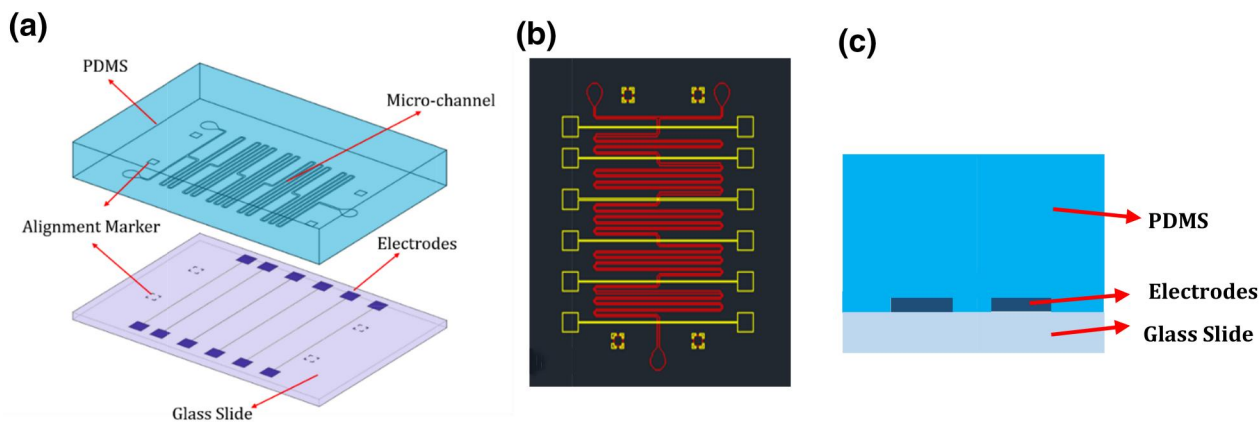 (a)
PDMS
Micro-channel
Alignment Marker
Electrodes
Glass Slide
(b)
(c)
PDMS
Electrodes
Glass Slide